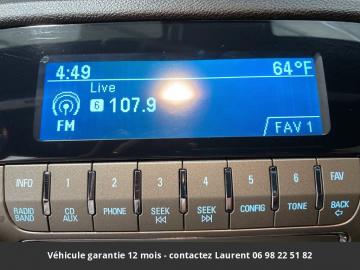 4:49 64°F
Live
6 107.9
FM
FAV 1
INFO 1 2 3 4 5 6 FAV
RADIO BAND CD AUX PHONE SEEK SEEK CONFIG TONE BACK
Véhicule garantie 12 mois - contactez Laurent 06 98 22 51 82